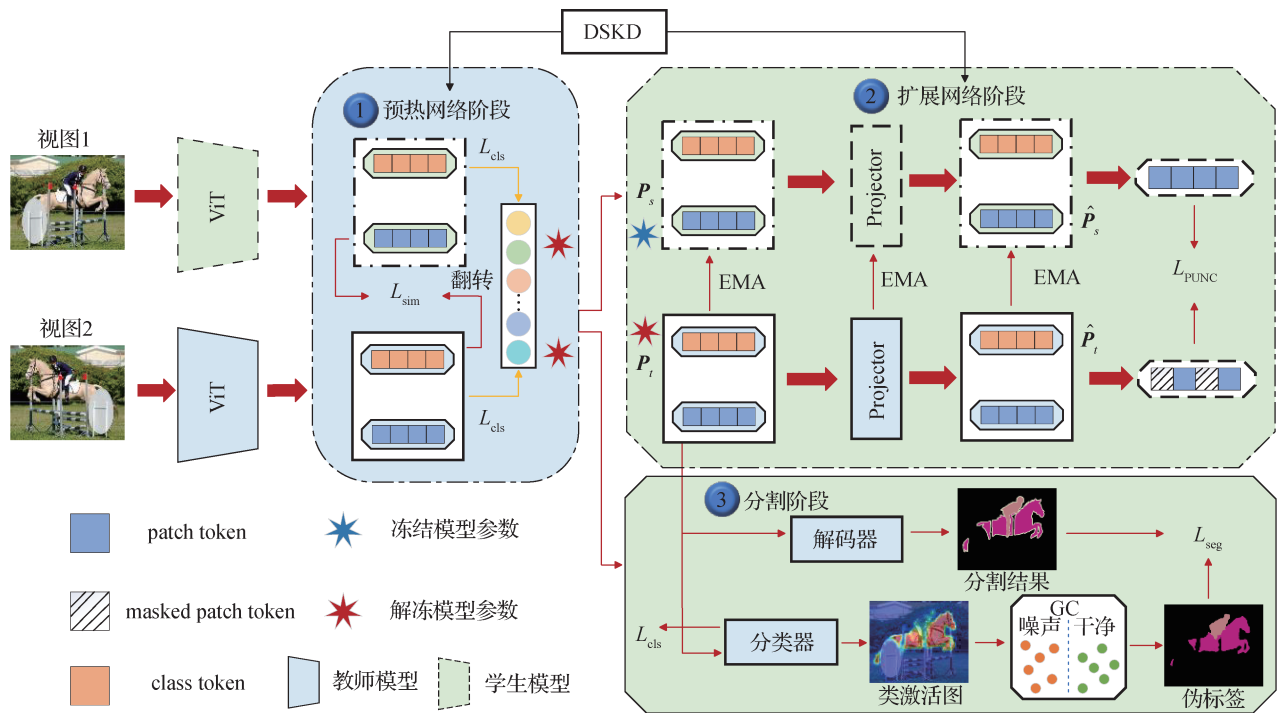 DSKD
1 预热网络阶段
2 扩展网络阶段
视图1
ViT
L_cls
翻转
L_sim
视图2
ViT
L_cls
P_s
Projector
P̂_s
EMA
EMA
EMA
L_PUNC
P_t
Projector
P̂_t
3 分割阶段
解码器
分割结果
L_seg
L_cls
分类器
类激活图
GC
噪声 干净
伪标签
patch token
冻结模型参数
masked patch token
解冻模型参数
class token
教师模型
学生模型